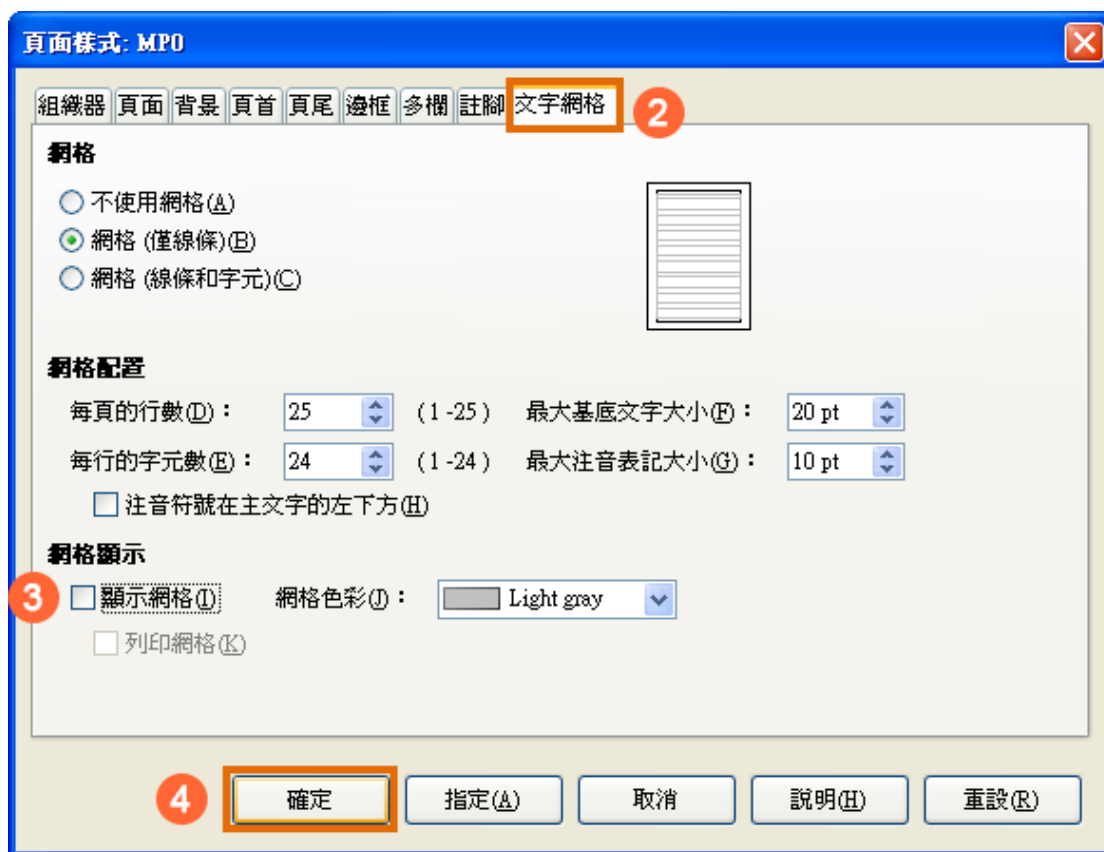 頁面樣式: MP0
組織器 頁面 背景 頁首 頁尾 邊框 多欄 註腳 文字網格 2
網格
不使用網格(A)
網格 (僅線條)(B)
網格 (線條和字元)(C)
網格配置
每頁的行數(D)： 25 ( 1 -25 ) 最大基底文字大小(F)： 20 pt
每行的字元數(E)： 24 ( 1 -24 ) 最大注音表記大小(G)： 10 pt
注音符號在主文字的左下方(H)
網格顯示
3 顯示網格(I) 網格色彩(J)： Light gray
列印網格(K)
4 確定 指定(A) 取消 說明(H) 重設(R)